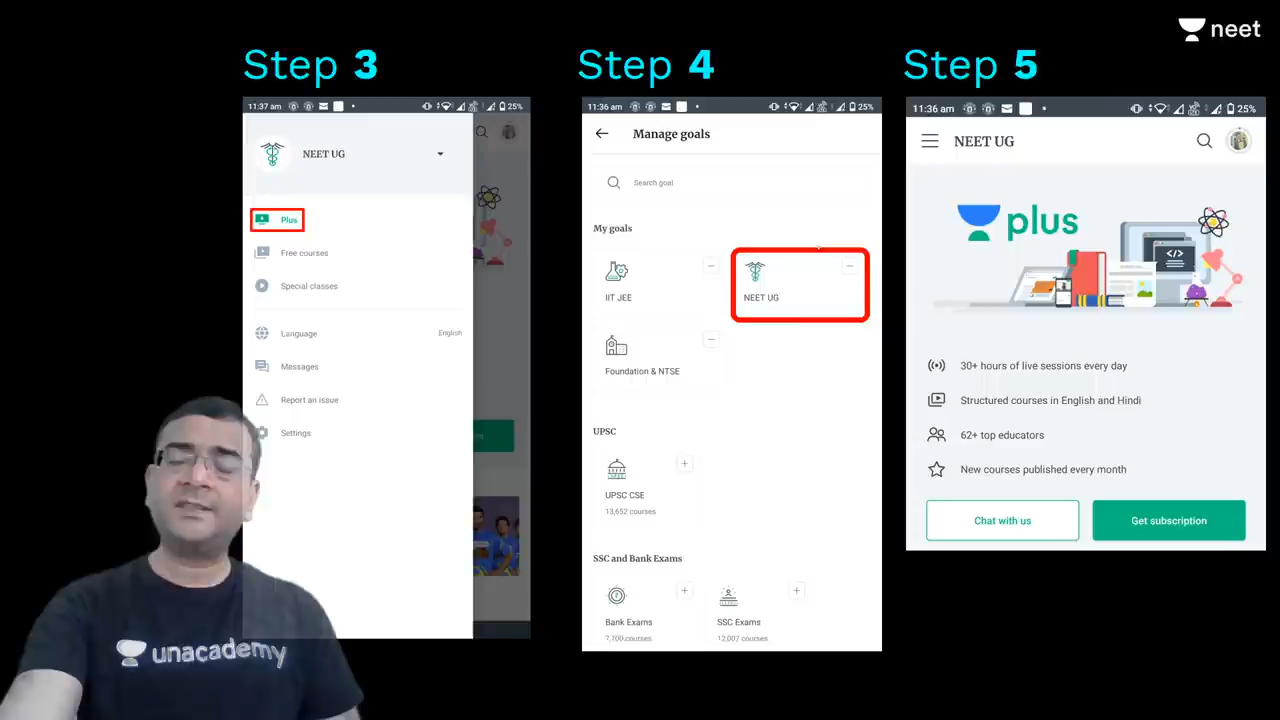 neet
Step 3
11:37 am
25%
NEET UG
Plus
Free courses
Special classes
Language English
Messages
Report an issue
Settings
Step 4
11:36 am
25%
Manage goals
Search goal
My goals
IIT JEE
NEET UG
Foundation & NTSE
UPSC
UPSC CSE
13,652 courses
SSC and Bank Exams
Bank Exams
SSC Exams
7,700 courses
12,007 courses
Step 5
11:36 am
25%
NEET UG
plus
30+ hours of live sessions every day
Structured courses in English and Hindi
62+ top educators
New courses published every month
Chat with us
Get subscription
unacademy